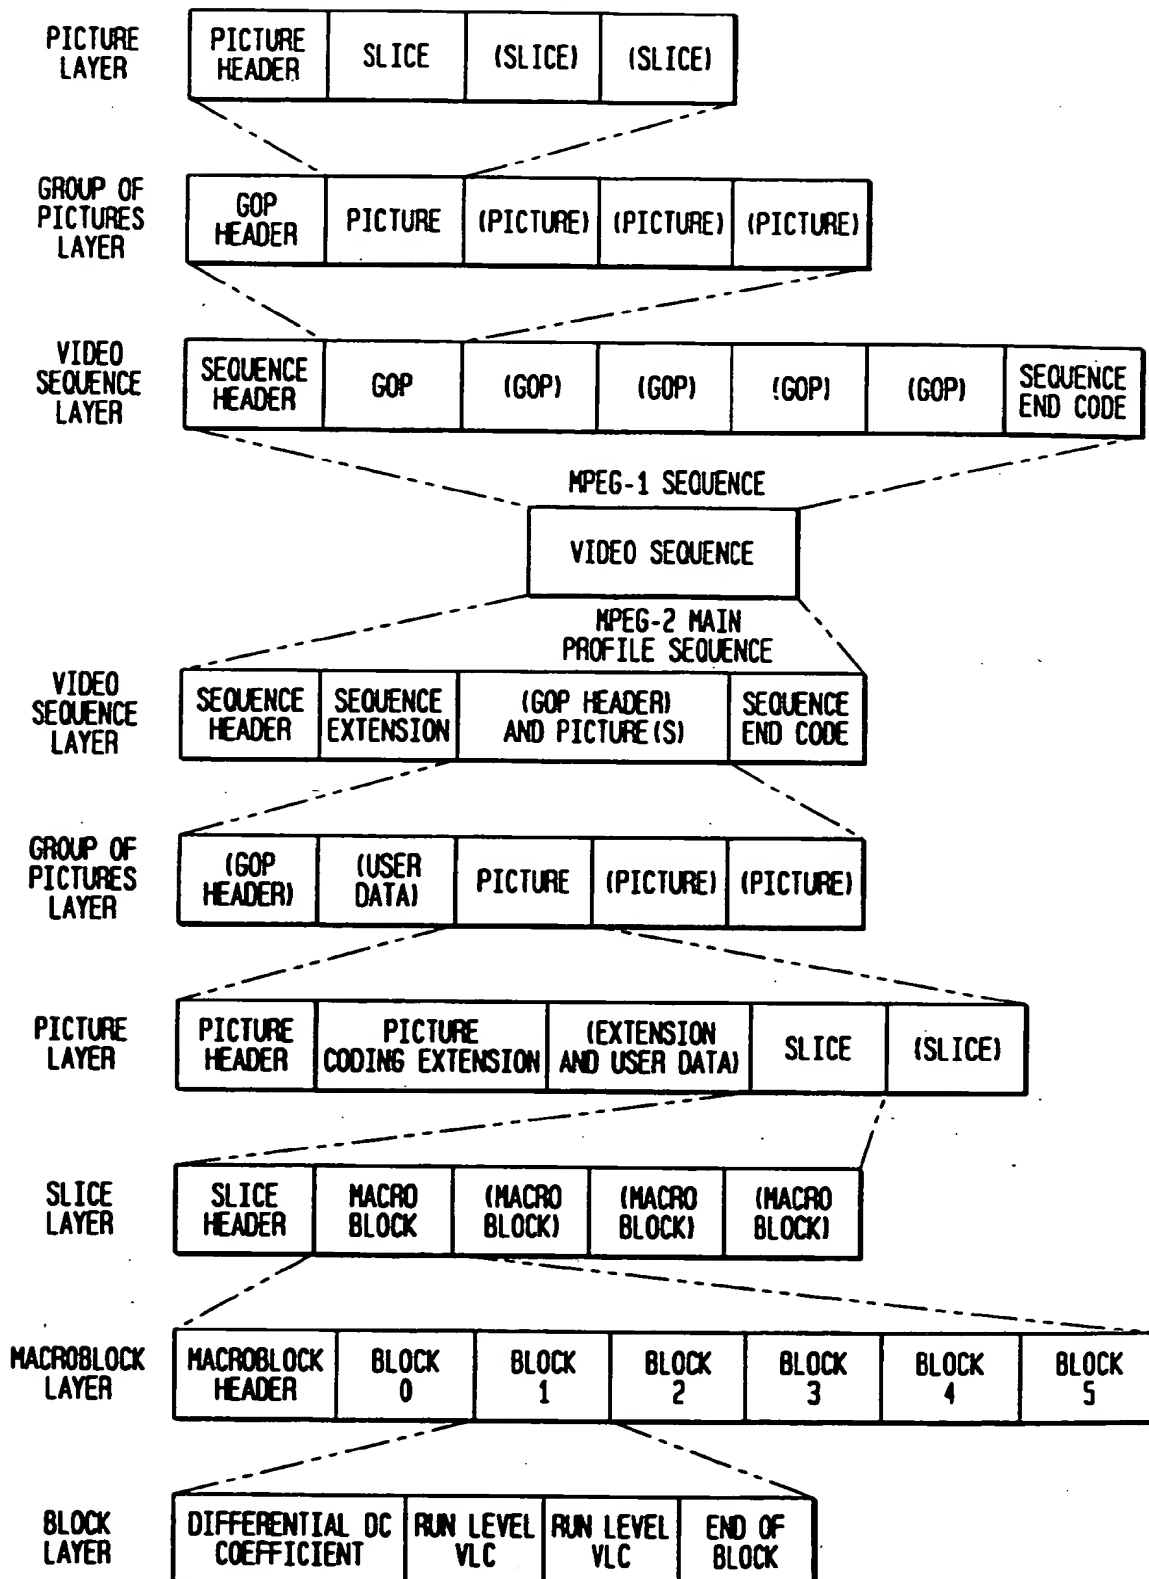 PICTURE
LAYER
PICTURE
HEADER
SLICE
(SLICE)
(SLICE)
GROUP OF
PICTURES
LAYER
GOP
HEADER
PICTURE
(PICTURE)
(PICTURE)
(PICTURE)
VIDEO
SEQUENCE
LAYER
SEQUENCE
HEADER
GOP
(GOP)
(GOP)
(GOP)
(GOP)
SEQUENCE
END CODE
MPEG-1 SEQUENCE
VIDEO SEQUENCE
MPEG-2 MAIN
PROFILE SEQUENCE
VIDEO
SEQUENCE
LAYER
SEQUENCE
HEADER
SEQUENCE
EXTENSION
(GOP HEADER)
AND PICTURE(S)
SEQUENCE
END CODE
GROUP OF
PICTURES
LAYER
(GOP
HEADER)
(USER
DATA)
PICTURE
(PICTURE)
(PICTURE)
PICTURE
LAYER
PICTURE
HEADER
PICTURE
CODING EXTENSION
(EXTENSION
AND USER DATA)
SLICE
(SLICE)
SLICE
LAYER
SLICE
HEADER
MACRO
BLOCK
(MACRO
BLOCK)
(MACRO
BLOCK)
(MACRO
BLOCK)
MACROBLOCK
LAYER
MACROBLOCK
HEADER
BLOCK
0
BLOCK
1
BLOCK
2
BLOCK
3
BLOCK
4
BLOCK
5
BLOCK
LAYER
DIFFERENTIAL DC
COEFFICIENT
RUN LEVEL
VLC
RUN LEVEL
VLC
END OF
BLOCK